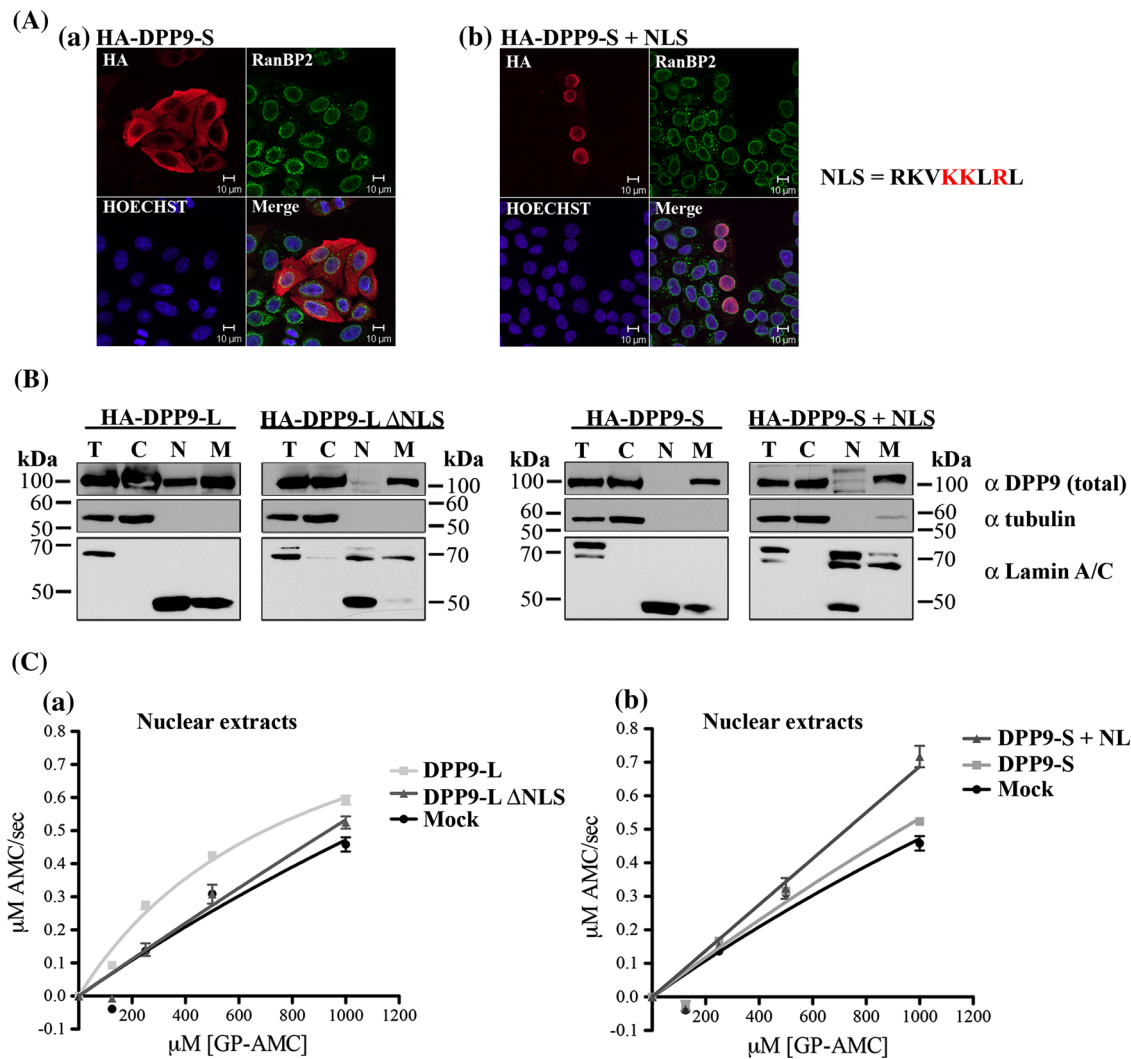 (A)
(a) HA-DPP9-S
HA
RanBP2
10 µm
10 µm
HOECHST
Merge
10 µm
10 µm
(b) HA-DPP9-S + NLS
HA
RanBP2
10 µm
10 µm
HOECHST
Merge
10 µm
10 µm
NLS = RKVKKLRL
(B)
HA-DPP9-L
HA-DPP9-L ΔNLS
HA-DPP9-S
HA-DPP9-S + NLS
T C N M
T C N M
T C N M
T C N M
kDa
kDa
kDa
kDa
100
100
100
100
α DPP9 (total)
60
50
60
50
60
50
60
50
α tubulin
70
50
70
50
70
50
70
50
α Lamin A/C
(C)
(a)
Nuclear extracts
0.8
0.7
0.6
0.5
0.4
0.3
0.2
0.1
0.0
-0.1
200 400 600 800 1000 1200
µM AMC/sec
µM [GP-AMC]
DPP9-L
DPP9-L ΔNLS
Mock
(b)
Nuclear extracts
0.8
0.7
0.6
0.5
0.4
0.3
0.2
0.1
0.0
-0.1
200 400 600 800 1000 1200
µM AMC/sec
µM [GP-AMC]
DPP9-S + NL
DPP9-S
Mock